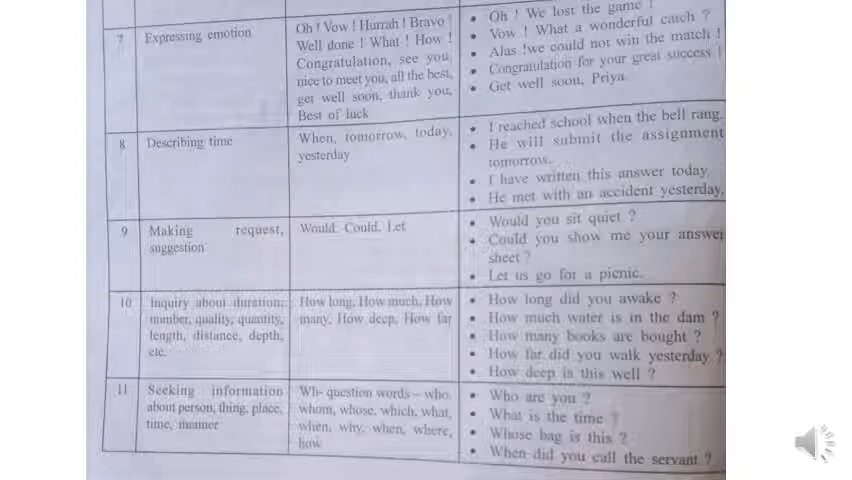 7 Expressing emotion
Oh ! Vow ! Hurrah ! Bravo !
Well done ! What ! How !
Congratulation, see you,
nice to meet you, all the best,
get well soon, thank you,
Best of luck
• Oh ! We lost the game !
• Vow ! What a wonderful catch ?
• Alas !we could not win the match !
• Congratulation for your great success !
• Get well soon, Priya
8 Describing time
When, tomorrow, today,
yesterday
• I reached school when the bell rang.
• He will submit the assignment
tomorrow.
• I have written this answer today.
• He met with an accident yesterday.
9 Making request,
suggestion
Would. Could, Let
• Would you sit quiet ?
• Could you show me your answer
sheet ?
• Let us go for a picnic.
10 Inquiry about duration,
number, quality, quantity,
length, distance, depth,
etc.
How long, How much, How
many, How deep, How far
• How long did you awake ?
• How much water is in the dam ?
• How many books are bought ?
• How far did you walk yesterday ?
• How deep is this well ?
11 Seeking information
about person, thing, place,
time, manner
Wh- question words – who,
whom, whose, which, what,
when, why, when, where,
how
• Who are you ?
• What is the time ?
• Whose bag is this ?
• When did you call the servant ?